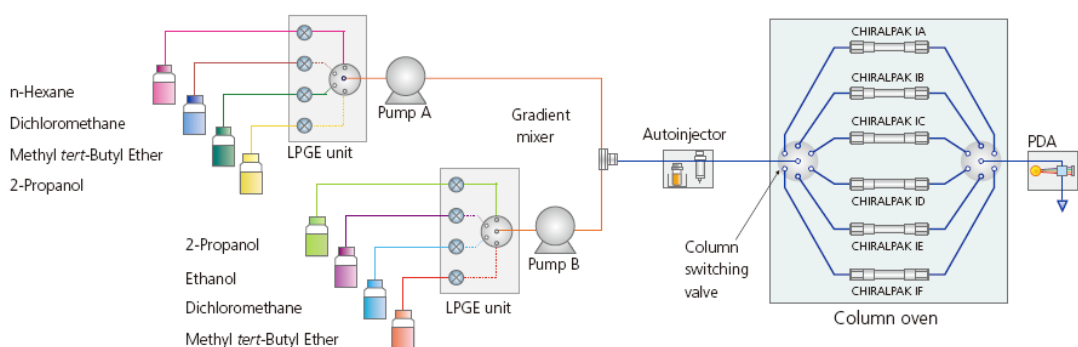 n-Hexane
Dichloromethane
Methyl tert-Butyl Ether
2-Propanol
LPGE unit
Pump A
2-Propanol
Ethanol
Dichloromethane
Methyl tert-Butyl Ether
LPGE unit
Pump B
Gradient
mixer
Autoinjector
Column
switching
valve
CHIRALPAK IA
CHIRALPAK IB
CHIRALPAK IC
CHIRALPAK ID
CHIRALPAK IE
CHIRALPAK IF
Column oven
PDA